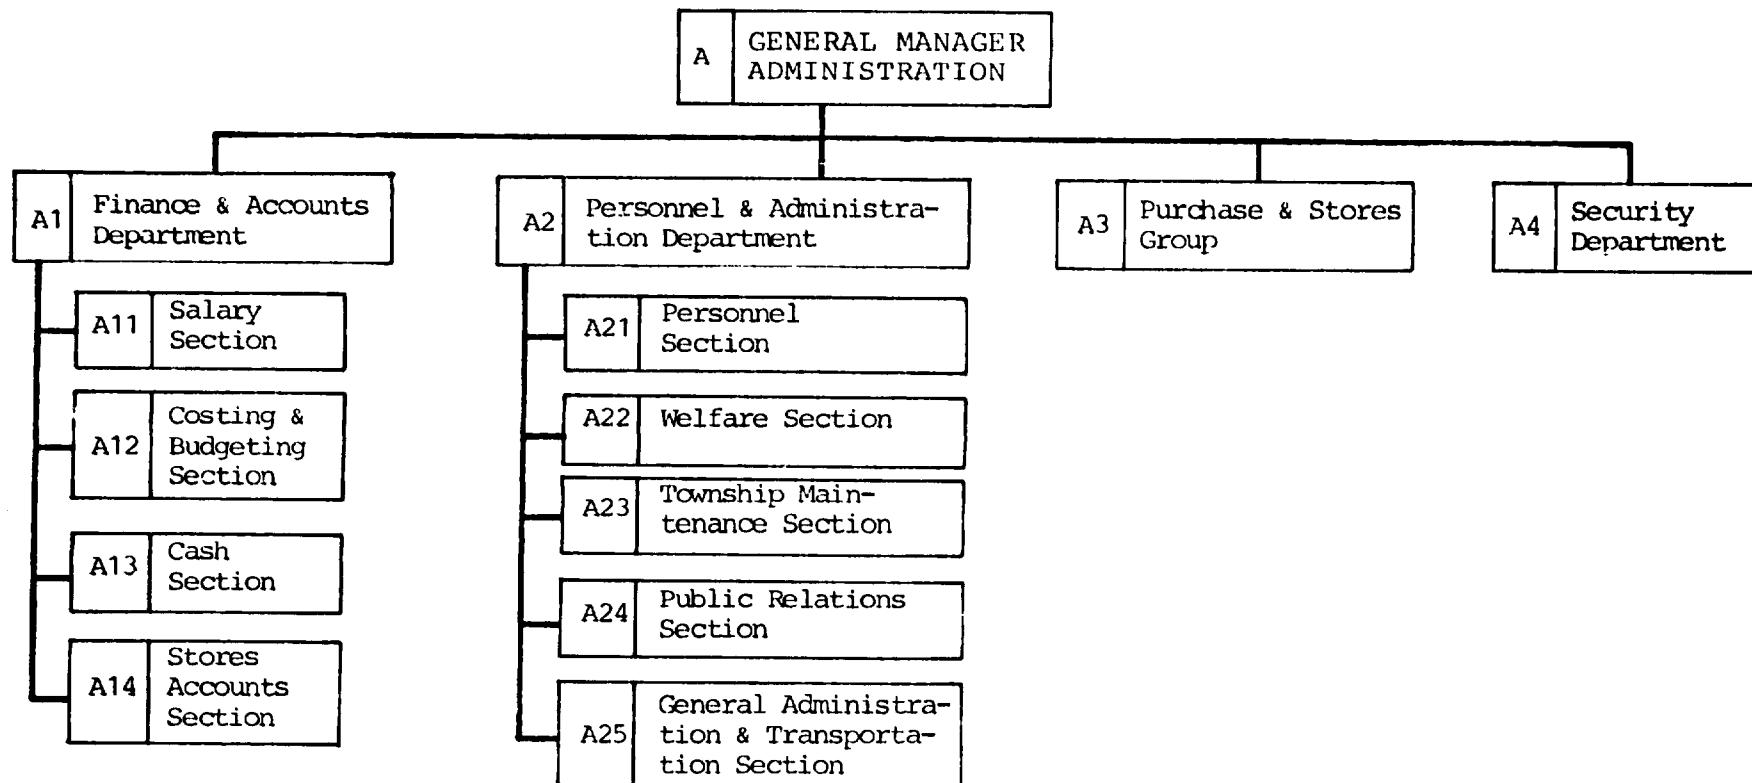 A
GENERAL MANAGER
ADMINISTRATION
A1
Finance & Accounts
Department
A2
Personnel & Administra-
tion Department
A3
Purchase & Stores
Group
A4
Security
Department
A11
Salary
Section
A12
Costing &
Budgeting
Section
A13
Cash
Section
A14
Stores
Accounts
Section
A21
Personnel
Section
A22
Welfare Section
A23
Township Main-
tenance Section
A24
Public Relations
Section
A25
General Administra-
tion & Transporta-
tion Section